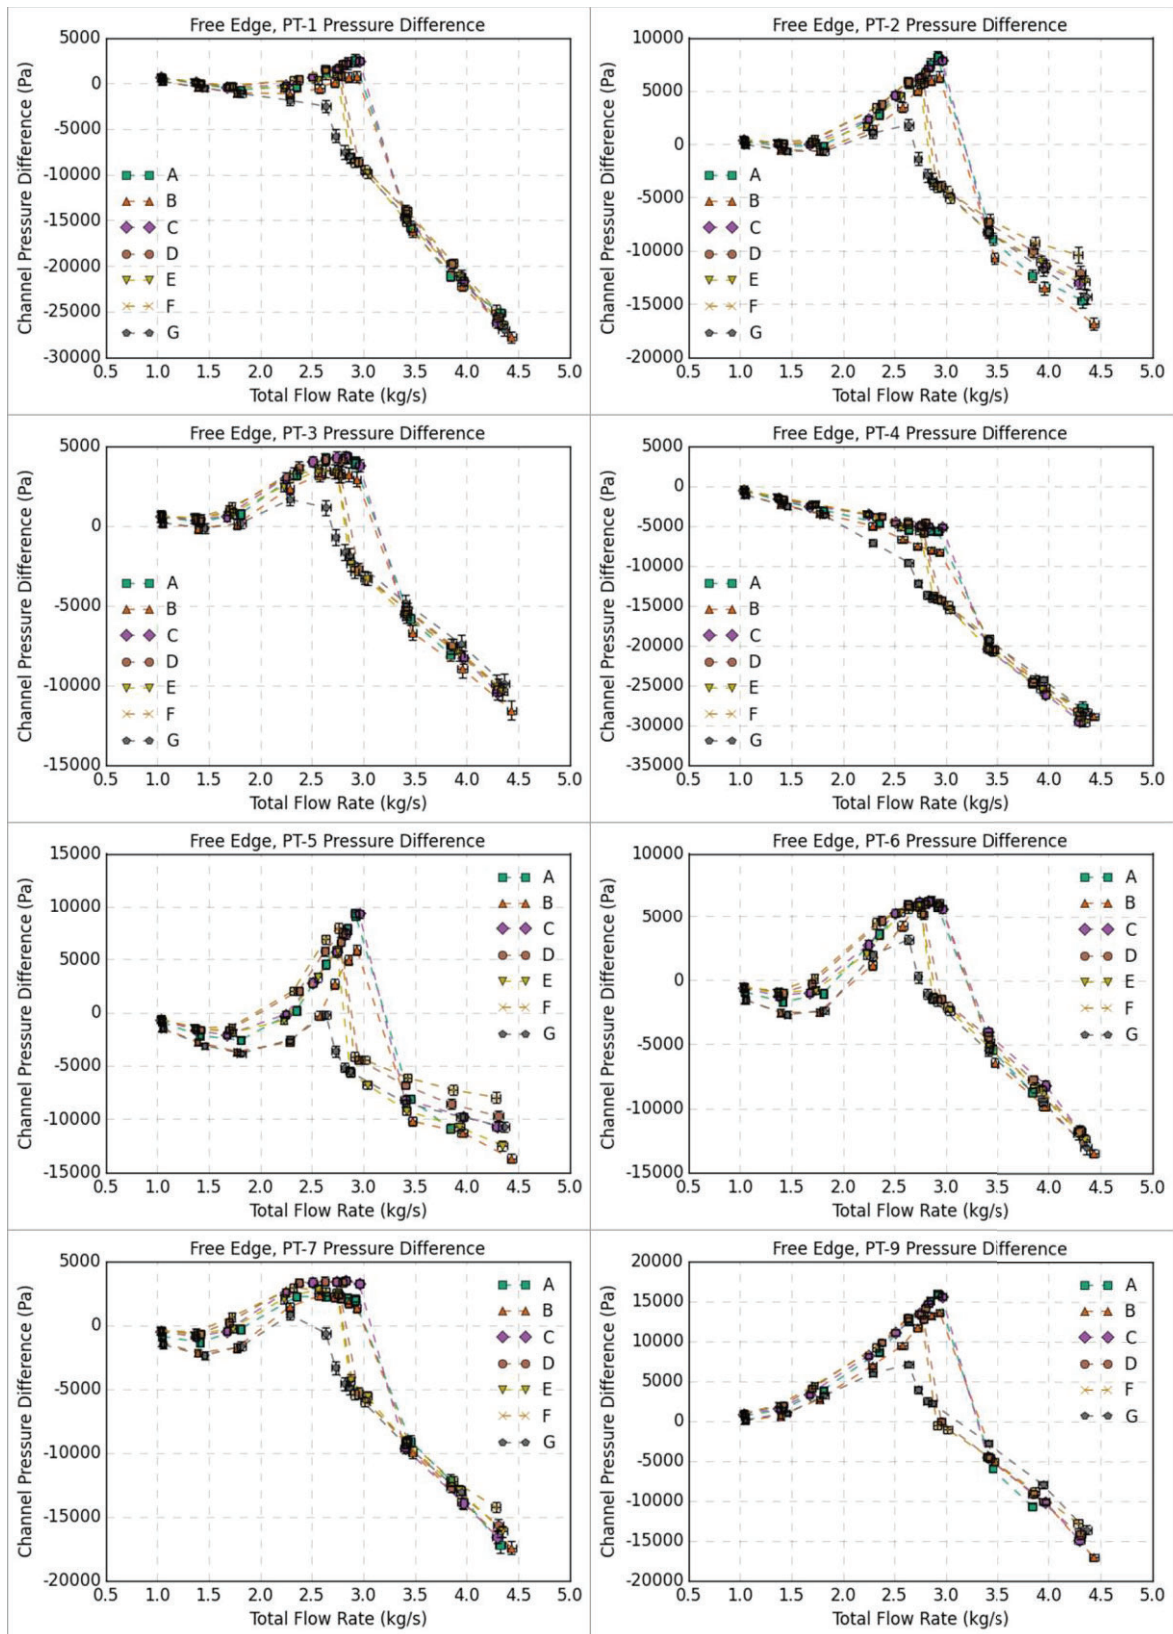 Free Edge, PT-1 Pressure Difference
Channel Pressure Difference (Pa)
5000
0
-5000
-10000
-15000
-20000
-25000
-30000
A
B
C
D
E
F
G
0.5 1.0 1.5 2.0 2.5 3.0 3.5 4.0 4.5 5.0
Total Flow Rate (kg/s)
Free Edge, PT-2 Pressure Difference
Channel Pressure Difference (Pa)
10000
5000
0
-5000
-10000
-15000
-20000
A
B
C
D
E
F
G
0.5 1.0 1.5 2.0 2.5 3.0 3.5 4.0 4.5 5.0
Total Flow Rate (kg/s)
Free Edge, PT-3 Pressure Difference
Channel Pressure Difference (Pa)
5000
0
-5000
-10000
-15000
A
B
C
D
E
F
G
0.5 1.0 1.5 2.0 2.5 3.0 3.5 4.0 4.5 5.0
Total Flow Rate (kg/s)
Free Edge, PT-4 Pressure Difference
Channel Pressure Difference (Pa)
5000
0
-5000
-10000
-15000
-20000
-25000
-30000
-35000
A
B
C
D
E
F
G
0.5 1.0 1.5 2.0 2.5 3.0 3.5 4.0 4.5 5.0
Total Flow Rate (kg/s)
Free Edge, PT-5 Pressure Difference
Channel Pressure Difference (Pa)
15000
10000
5000
0
-5000
-10000
-15000
A
B
C
D
E
F
G
0.5 1.0 1.5 2.0 2.5 3.0 3.5 4.0 4.5 5.0
Total Flow Rate (kg/s)
Free Edge, PT-6 Pressure Difference
Channel Pressure Difference (Pa)
10000
5000
0
-5000
-10000
-15000
A
B
C
D
E
F
G
0.5 1.0 1.5 2.0 2.5 3.0 3.5 4.0 4.5 5.0
Total Flow Rate (kg/s)
Free Edge, PT-7 Pressure Difference
Channel Pressure Difference (Pa)
5000
0
-5000
-10000
-15000
-20000
A
B
C
D
E
F
G
0.5 1.0 1.5 2.0 2.5 3.0 3.5 4.0 4.5 5.0
Total Flow Rate (kg/s)
Free Edge, PT-9 Pressure Difference
Channel Pressure Difference (Pa)
20000
15000
10000
5000
0
-5000
-10000
-15000
-20000
A
B
C
D
F
G
0.5 1.0 1.5 2.0 2.5 3.0 3.5 4.0 4.5 5.0
Total Flow Rate (kg/s)